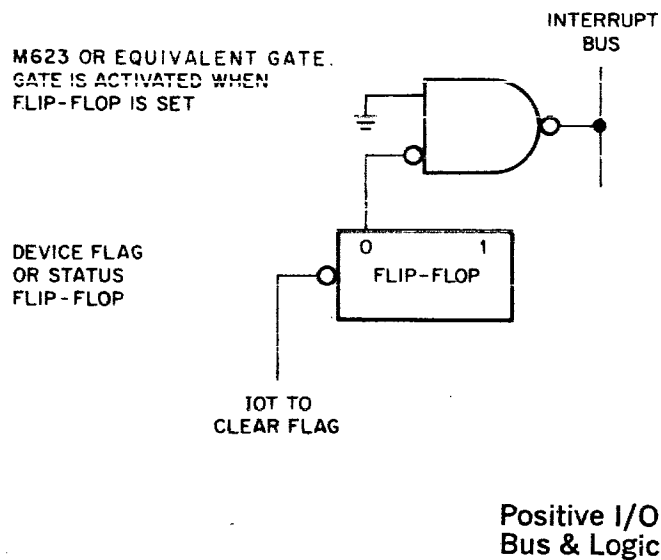 INTERRUPT
BUS
M623 OR EQUIVALENT GATE.
GATE IS ACTIVATED WHEN
FLIP-FLOP IS SET
0 1
FLIP-FLOP
DEVICE FLAG
OR STATUS
FLIP-FLOP
IOT TO
CLEAR FLAG
Positive I/O
Bus & Logic